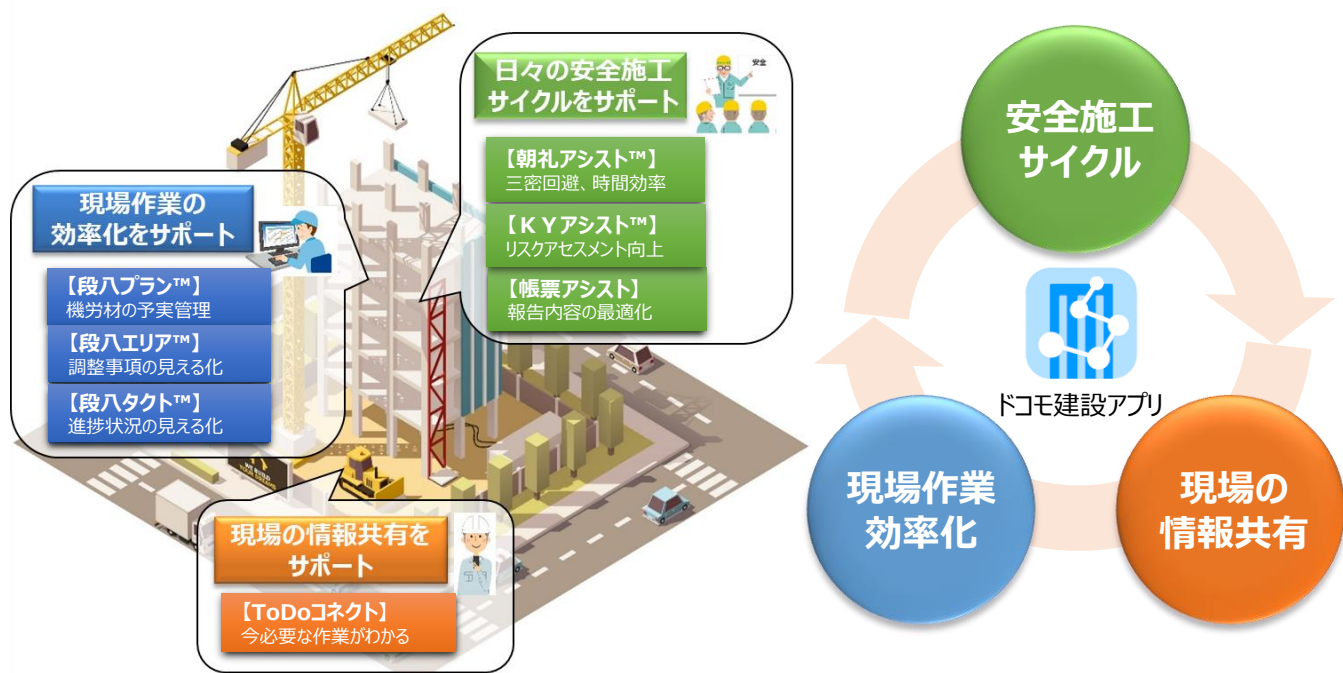 日々の安全施工
サイクルをサポート
安全
【朝礼アシスト™】
三密回避、時間効率
【ＫＹアシスト™】
リスクアセスメント向上
【帳票アシスト】
報告内容の最適化
現場作業の
効率化をサポート
【段八プラン™】
機労材の予実管理
【段八エリア™】
調整事項の見える化
【段八タクト™】
進捗状況の見える化
WE BUILD
YOUR DREAMS
現場の情報共有を
サポート
【ToDoコネクト】
今必要な作業がわかる
安全施工
サイクル
ドコモ建設アプリ
現場作業
効率化
現場の
情報共有